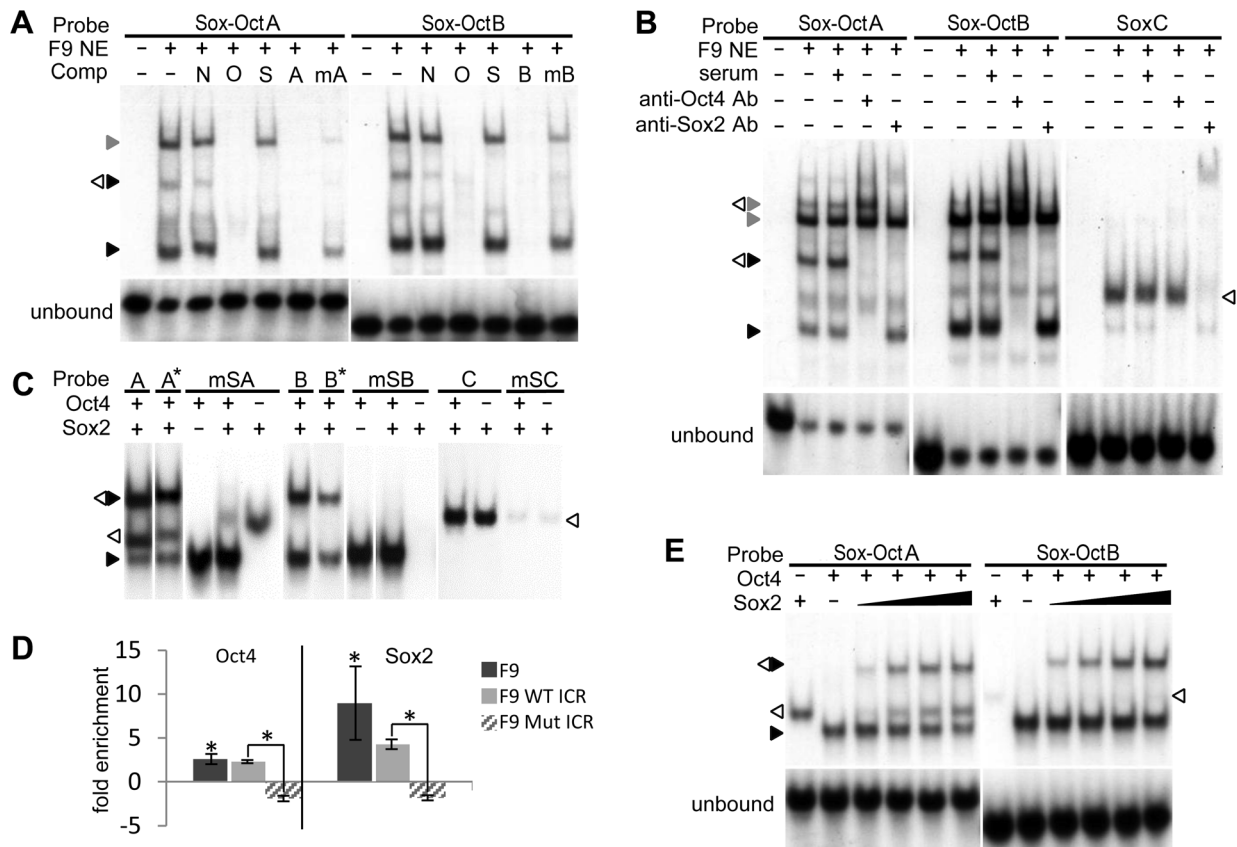 A
Probe Sox-OctA Sox-OctB
F9 NE – + + + + + + – + + + + + +
Comp – – N O S A mA – – N O S B mB
unbound
B
Probe Sox-OctA Sox-OctB SoxC
F9 NE – + + + + – + + + + – + + + +
serum – – + – – – – + – – – – + – –
anti-Oct4 Ab – – – + – – – – + – – – – + –
anti-Sox2 Ab – – – – + – – – – + – – – – +
unbound
C
Probe A A* mSA B B* mSB C mSC
Oct4 + + + + – + + + + – + – + –
Sox2 + + – + + + + – + + + + + +
D
Oct4 Sox2
fold enrichment
15
10
5
0
-5
* * * *
F9
F9 WT ICR
F9 Mut ICR
E
Probe Sox-OctA Sox-OctB
Oct4 – + + + + + – + + + + +
Sox2 + – + –
unbound